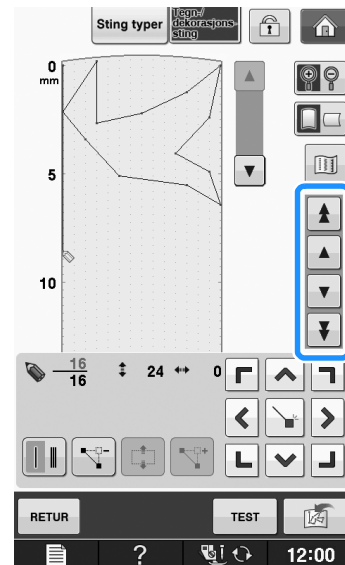 Sting typer
Tegn-/
dekorasjons-
sting
0
mm
5
10
16
16
24
0
RETUR
TEST
?
12:00